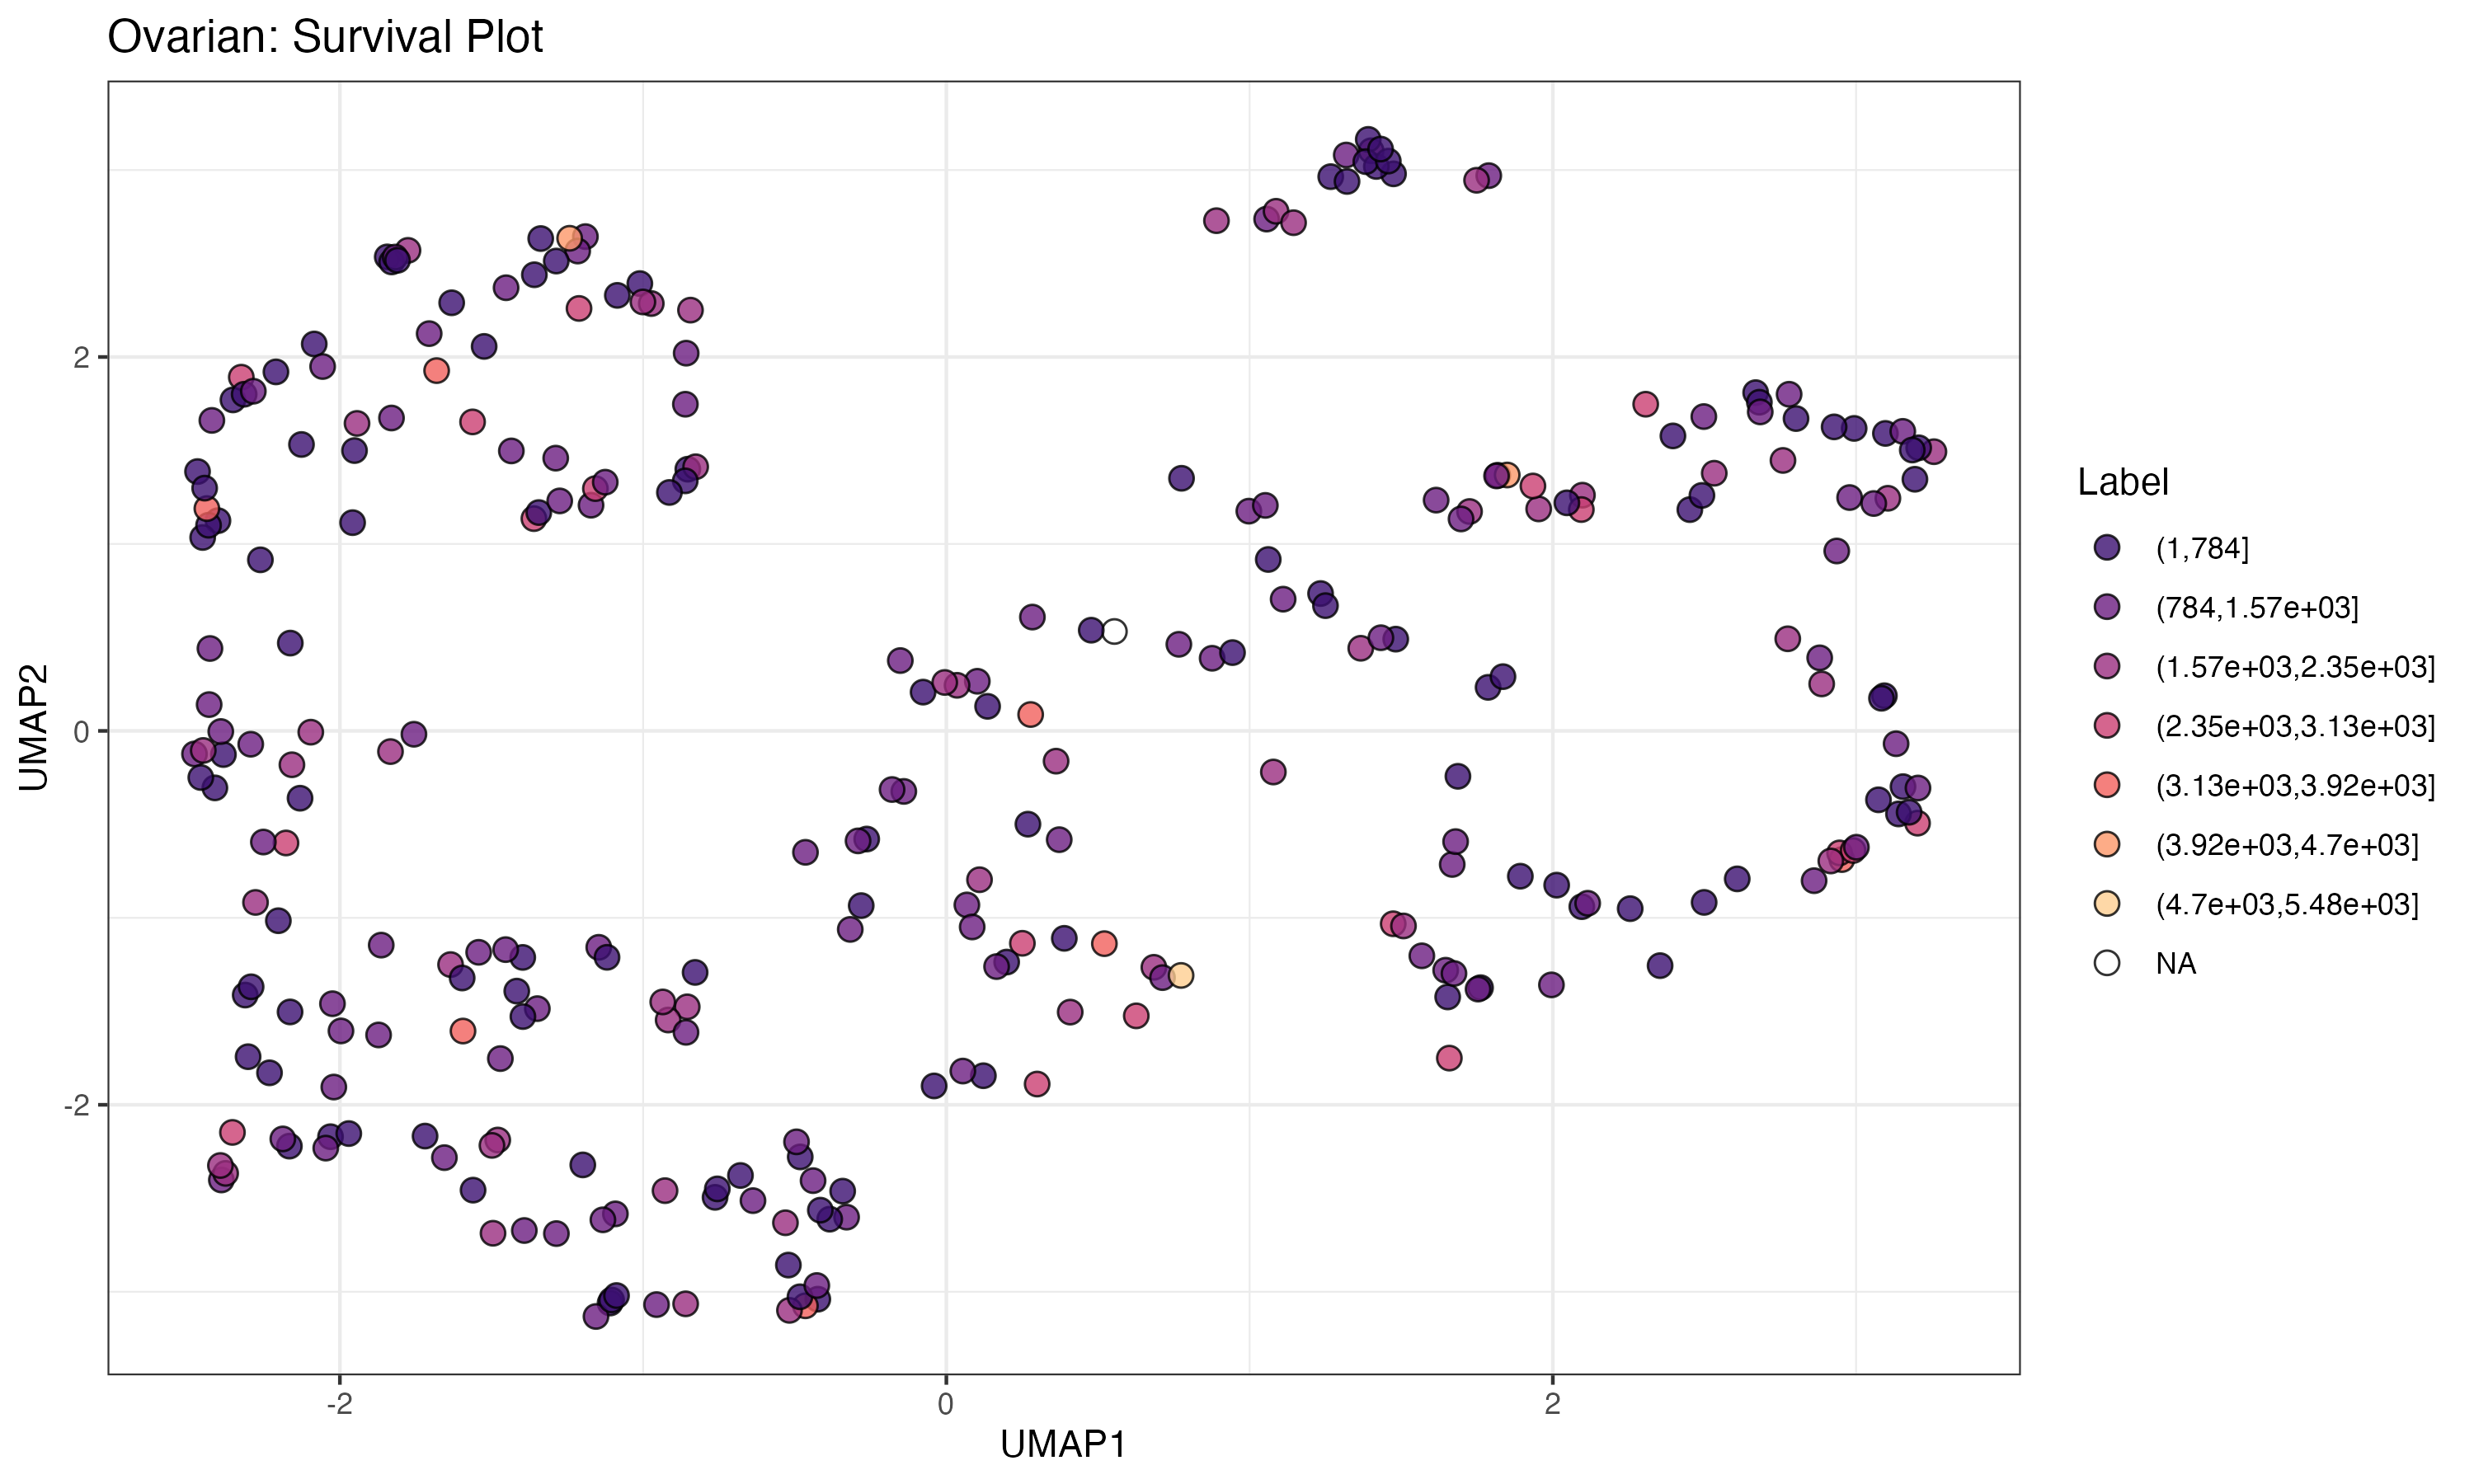 Ovarian: Survival Plot
UMAP2
2
0
-2
-2
0
2
UMAP1
Label
(1,784]
(784,1.57e+03]
(1.57e+03,2.35e+03]
(2.35e+03,3.13e+03]
(3.13e+03,3.92e+03]
(3.92e+03,4.7e+03]
(4.7e+03,5.48e+03]
NA